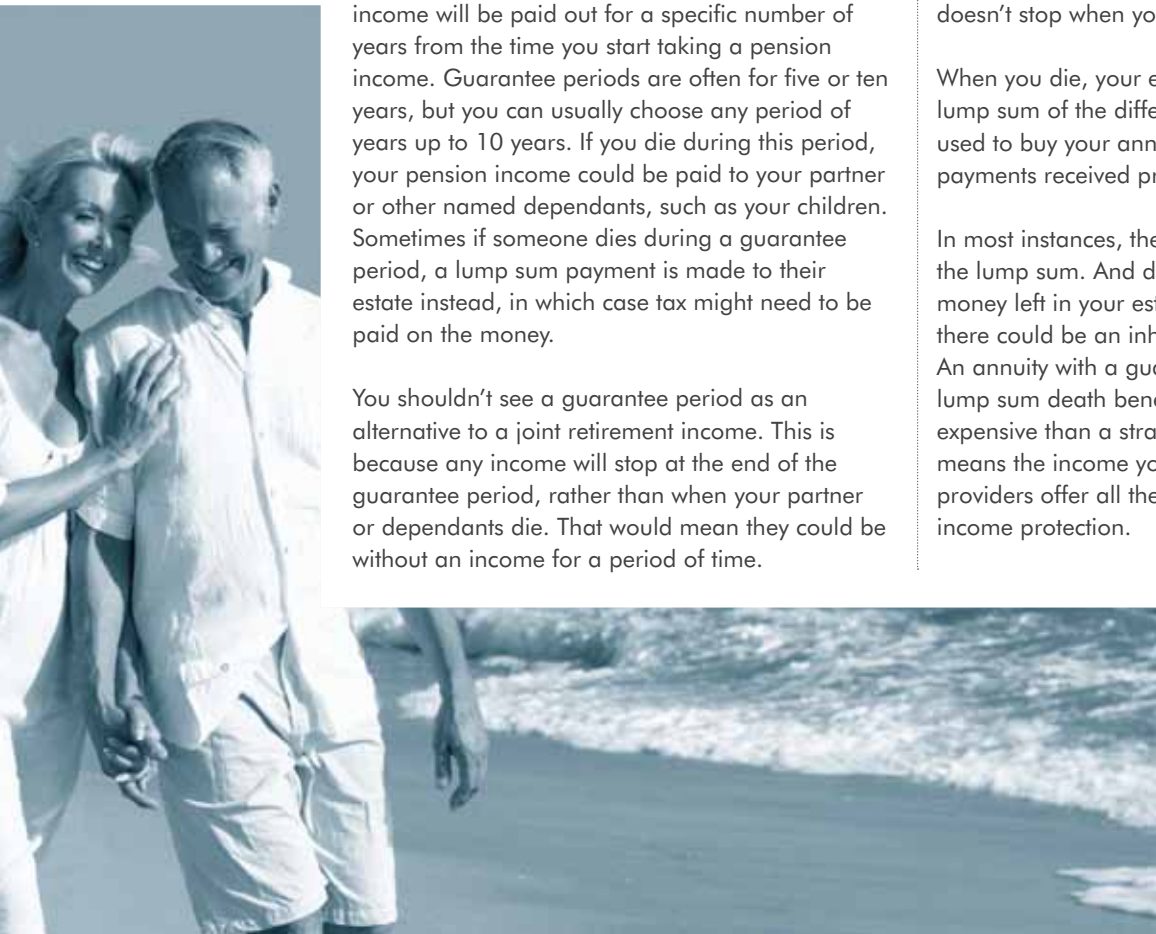 income will be paid out for a specific number of
years from the time you start taking a pension
income. Guarantee periods are often for five or ten
years, but you can usually choose any period of
years up to 10 years. If you die during this period,
your pension income could be paid to your partner
or other named dependants, such as your children.
Sometimes if someone dies during a guarantee
period, a lump sum payment is made to their
estate instead, in which case tax might need to be
paid on the money.
You shouldn’t see a guarantee period as an
alternative to a joint retirement income. This is
because any income will stop at the end of the
guarantee period, rather than when your partner
or dependants die. That would mean they could be
without an income for a period of time.
doesn’t stop when yo
When you die, your e
lump sum of the diffe
used to buy your ann
payments received pr
In most instances, the
the lump sum. And d
money left in your est
there could be an inh
An annuity with a gua
lump sum death bene
expensive than a stra
means the income yo
providers offer all the
income protection.